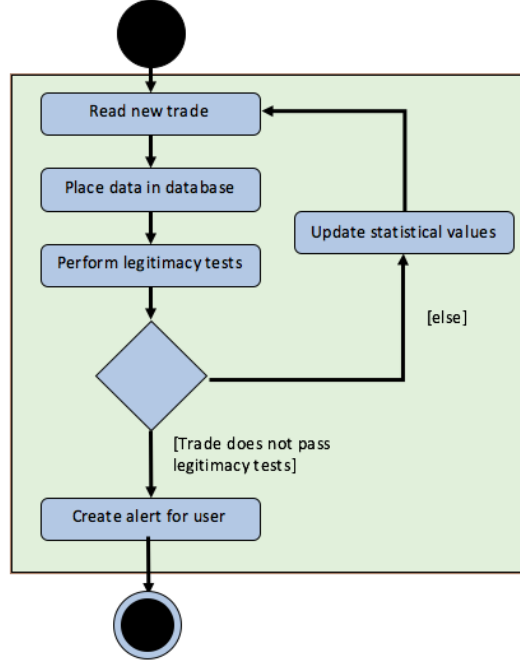 Read new trade
Place data in database
Update statistical values
Perform legitimacy tests
[else]
[Trade does not pass
legitimacy tests]
Create alert for user